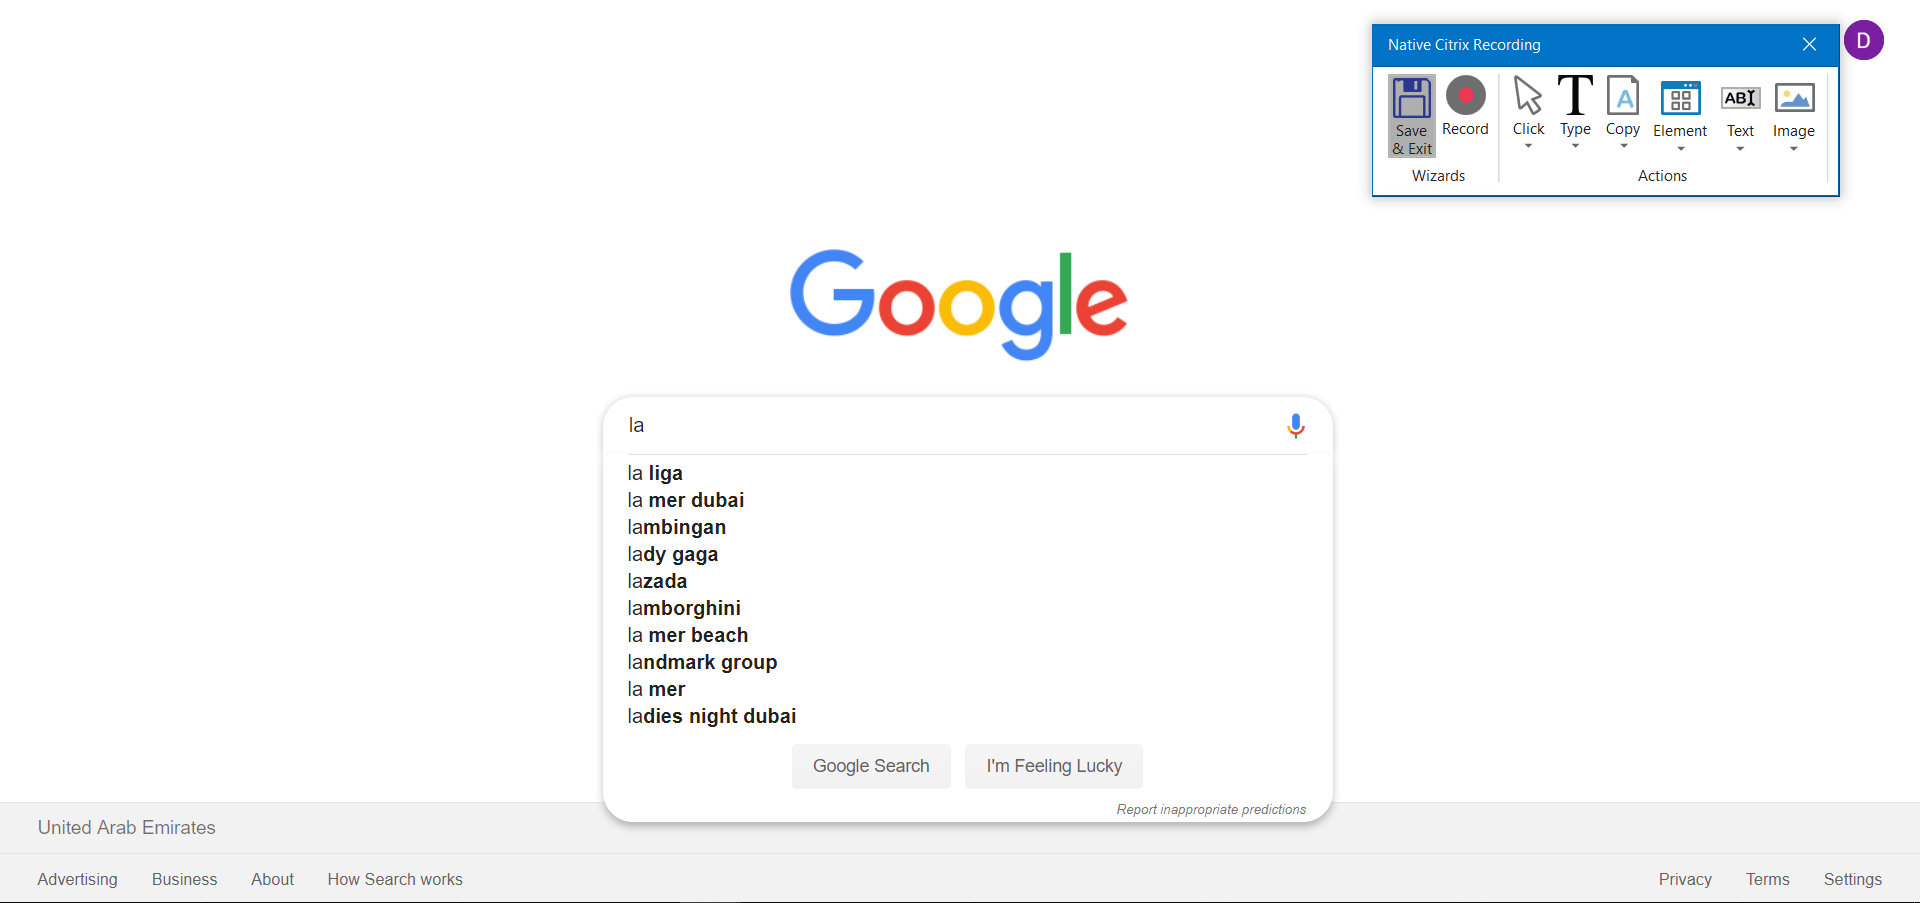 Native Citrix Recording
D
Save
& Exit
Record
Click
Type
A
Copy
Element
ABI
Text
Image
Wizards
Actions
Google
la
la liga
la mer dubai
lambingan
lady gaga
lazada
lamborghini
la mer beach
landmark group
la mer
ladies night dubai
Google Search
I'm Feeling Lucky
Report inappropriate predictions
United Arab Emirates
Advertising
Business
About
How Search works
Privacy
Terms
Settings